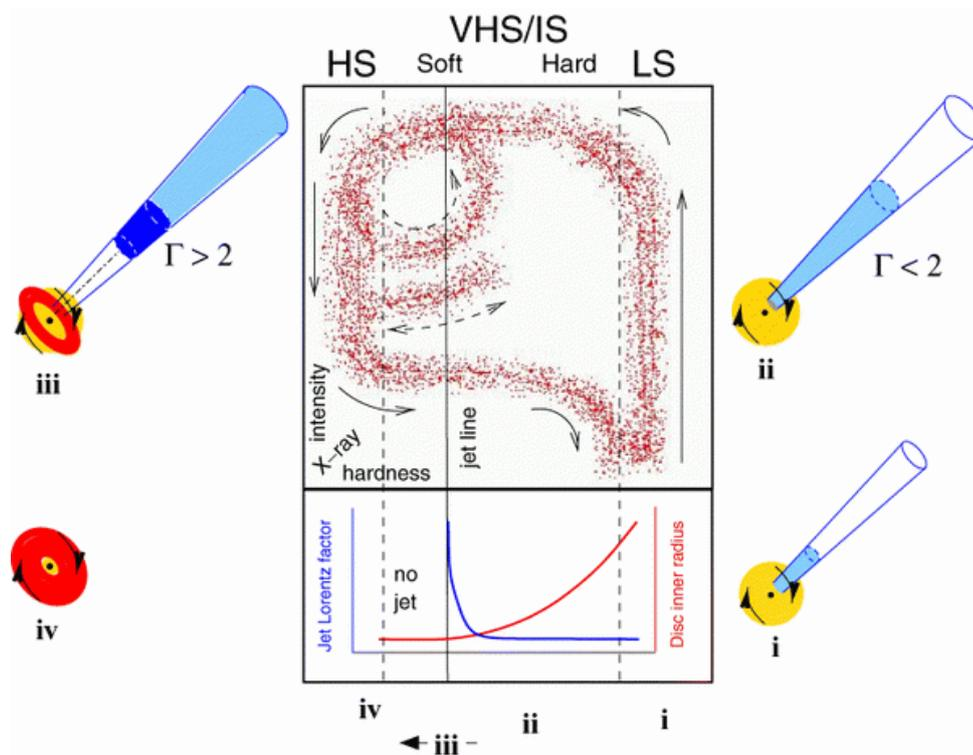 VHS/IS
HS Soft Hard LS
Γ > 2
Γ < 2
iii
ii
intensity
X-ray
hardness
jet line
Jet Lorentz factor
no
jet
Disc inner radius
iv
i
iv
ii
i
iii